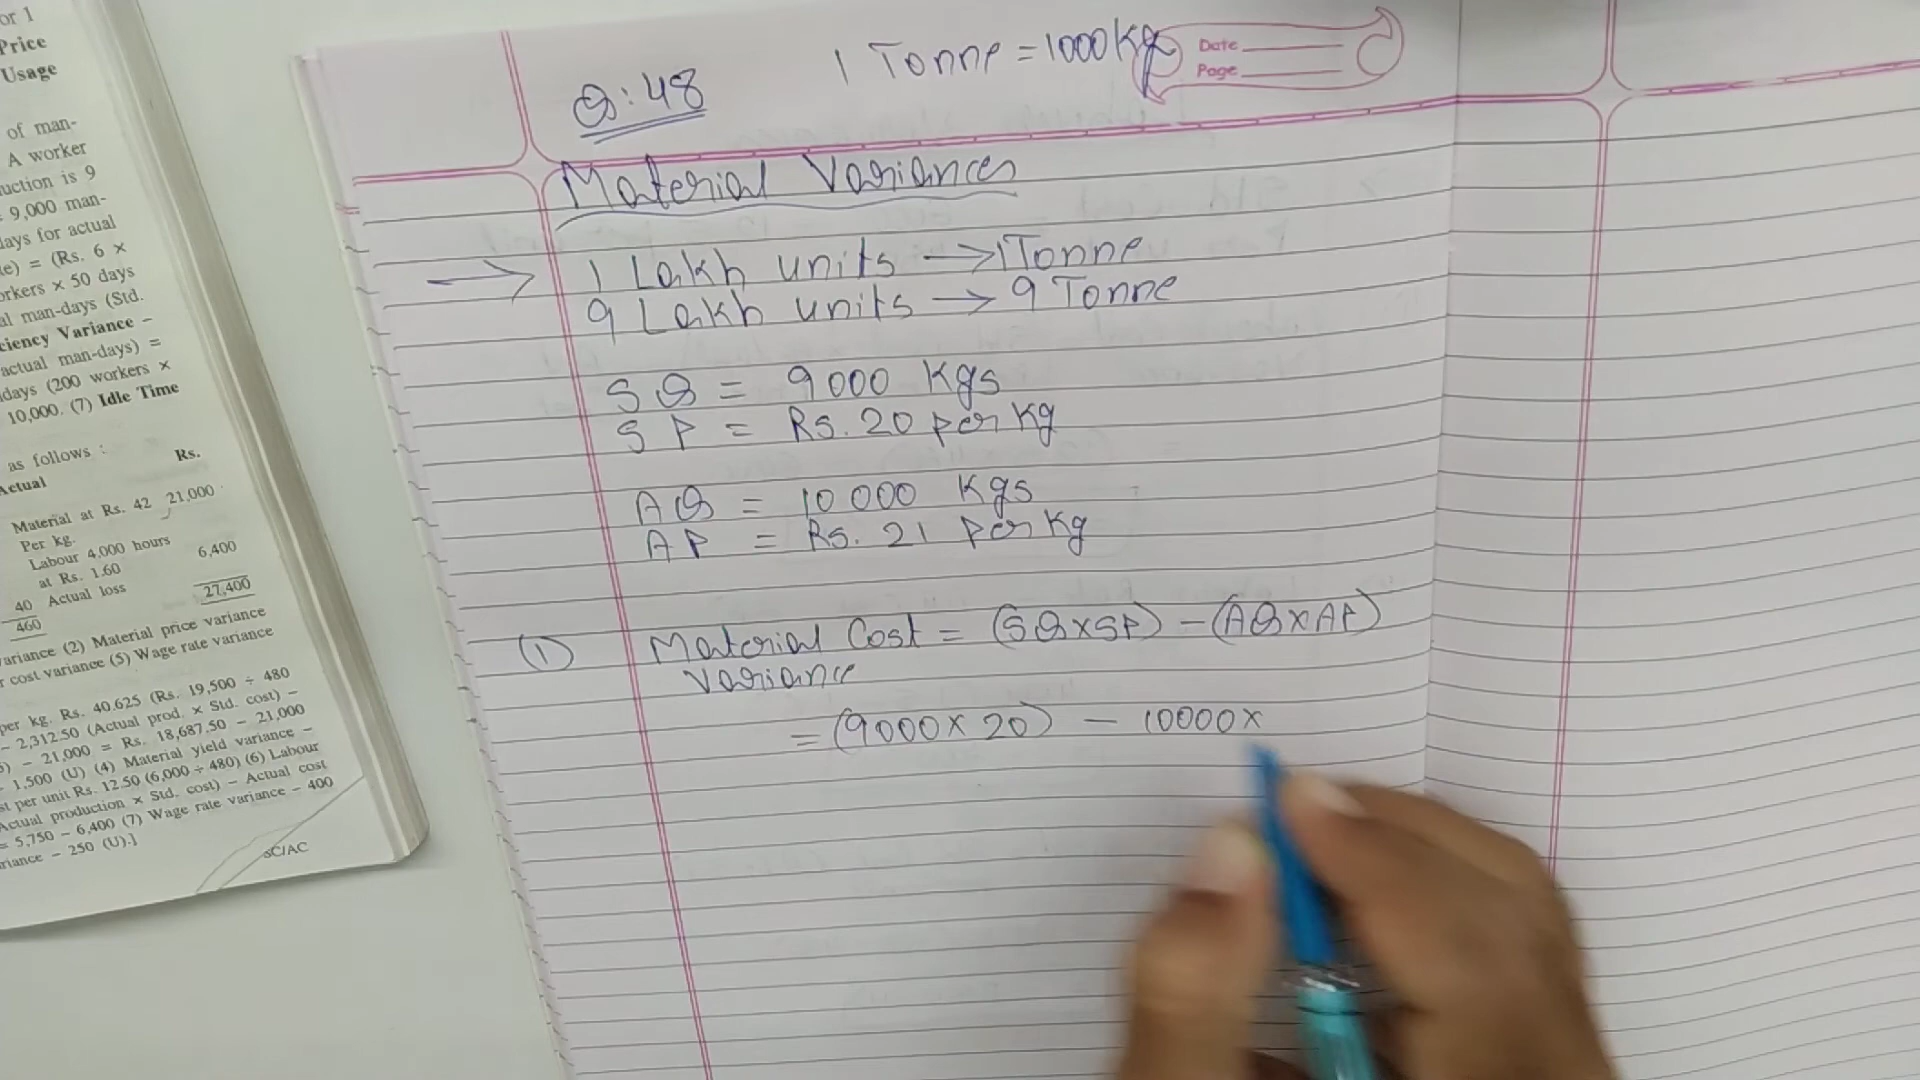 or 1
Price
Usage
of man-
A worker
uction is 9
9,000 man-
days for actual
te) = (Rs. 6 ×
orkers × 50 days
al man-days (Std.
ciency Variance –
actual man-days) =
days (200 workers ×
10,000. (7) Idle Time
as follows :
Rs.
Actual
Material at Rs. 42 21,000
Per kg.
Labour 4,000 hours
at Rs. 1.60 6,400
40 Actual loss
460 27,400
ariance (2) Material price variance
r cost variance (5) Wage rate variance
per kg. Rs. 40.625 (Rs. 19,500 ÷ 480
– 2,312.50 (Actual prod. × Std. cost) –
) – 21,000 = Rs. 18,687.50 – 21,000
– 1,500 (U) (4) Material yield variance –
st per unit Rs. 12.50 (6,000 ÷ 480) (6) Labour
Actual production × Std. cost) – Actual cost
= 5,750 – 6,400 (7) Wage rate variance – 400
riance – 250 (U).]
SC/AC
Q:48
1 Tonne = 1000 Kg
Date
Page
Material Variances
1 Lakh units → 1 Tonne
9 Lakh units → 9 Tonne
SQ = 9000 Kgs
SP = Rs. 20 per Kg
AQ = 10000 Kgs
AP = Rs. 21 per Kg
(1) Material Cost = (SQ×SP) – (AQ×AP)
Variance
= (9000 × 20) – 10000×